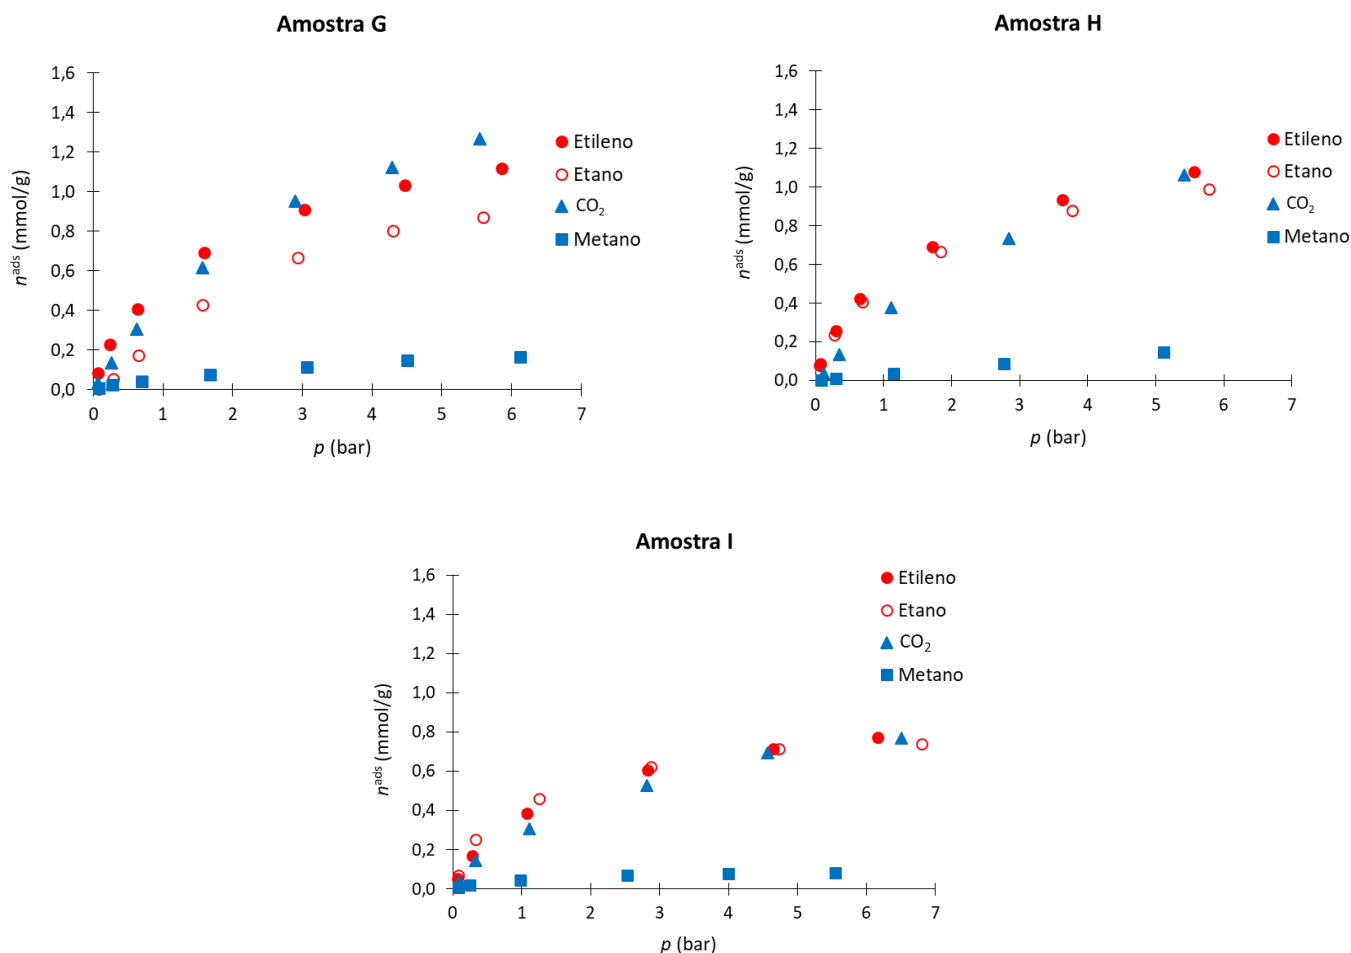 Amostra G
1,6
1,4
1,2
1,0
0,8
0,6
0,4
0,2
0,0
0 1 2 3 4 5 6 7
nᵃᵈˢ (mmol/g)
p (bar)
Etileno
Etano
CO₂
Metano
Amostra H
1,6
1,4
1,2
1,0
0,8
0,6
0,4
0,2
0,0
0 1 2 3 4 5 6 7
nᵃᵈˢ (mmol/g)
p (bar)
Etileno
Etano
CO₂
Metano
Amostra I
1,6
1,4
1,2
1,0
0,8
0,6
0,4
0,2
0,0
0 1 2 3 4 5 6 7
nᵃᵈˢ (mmol/g)
p (bar)
Etileno
Etano
CO₂
Metano